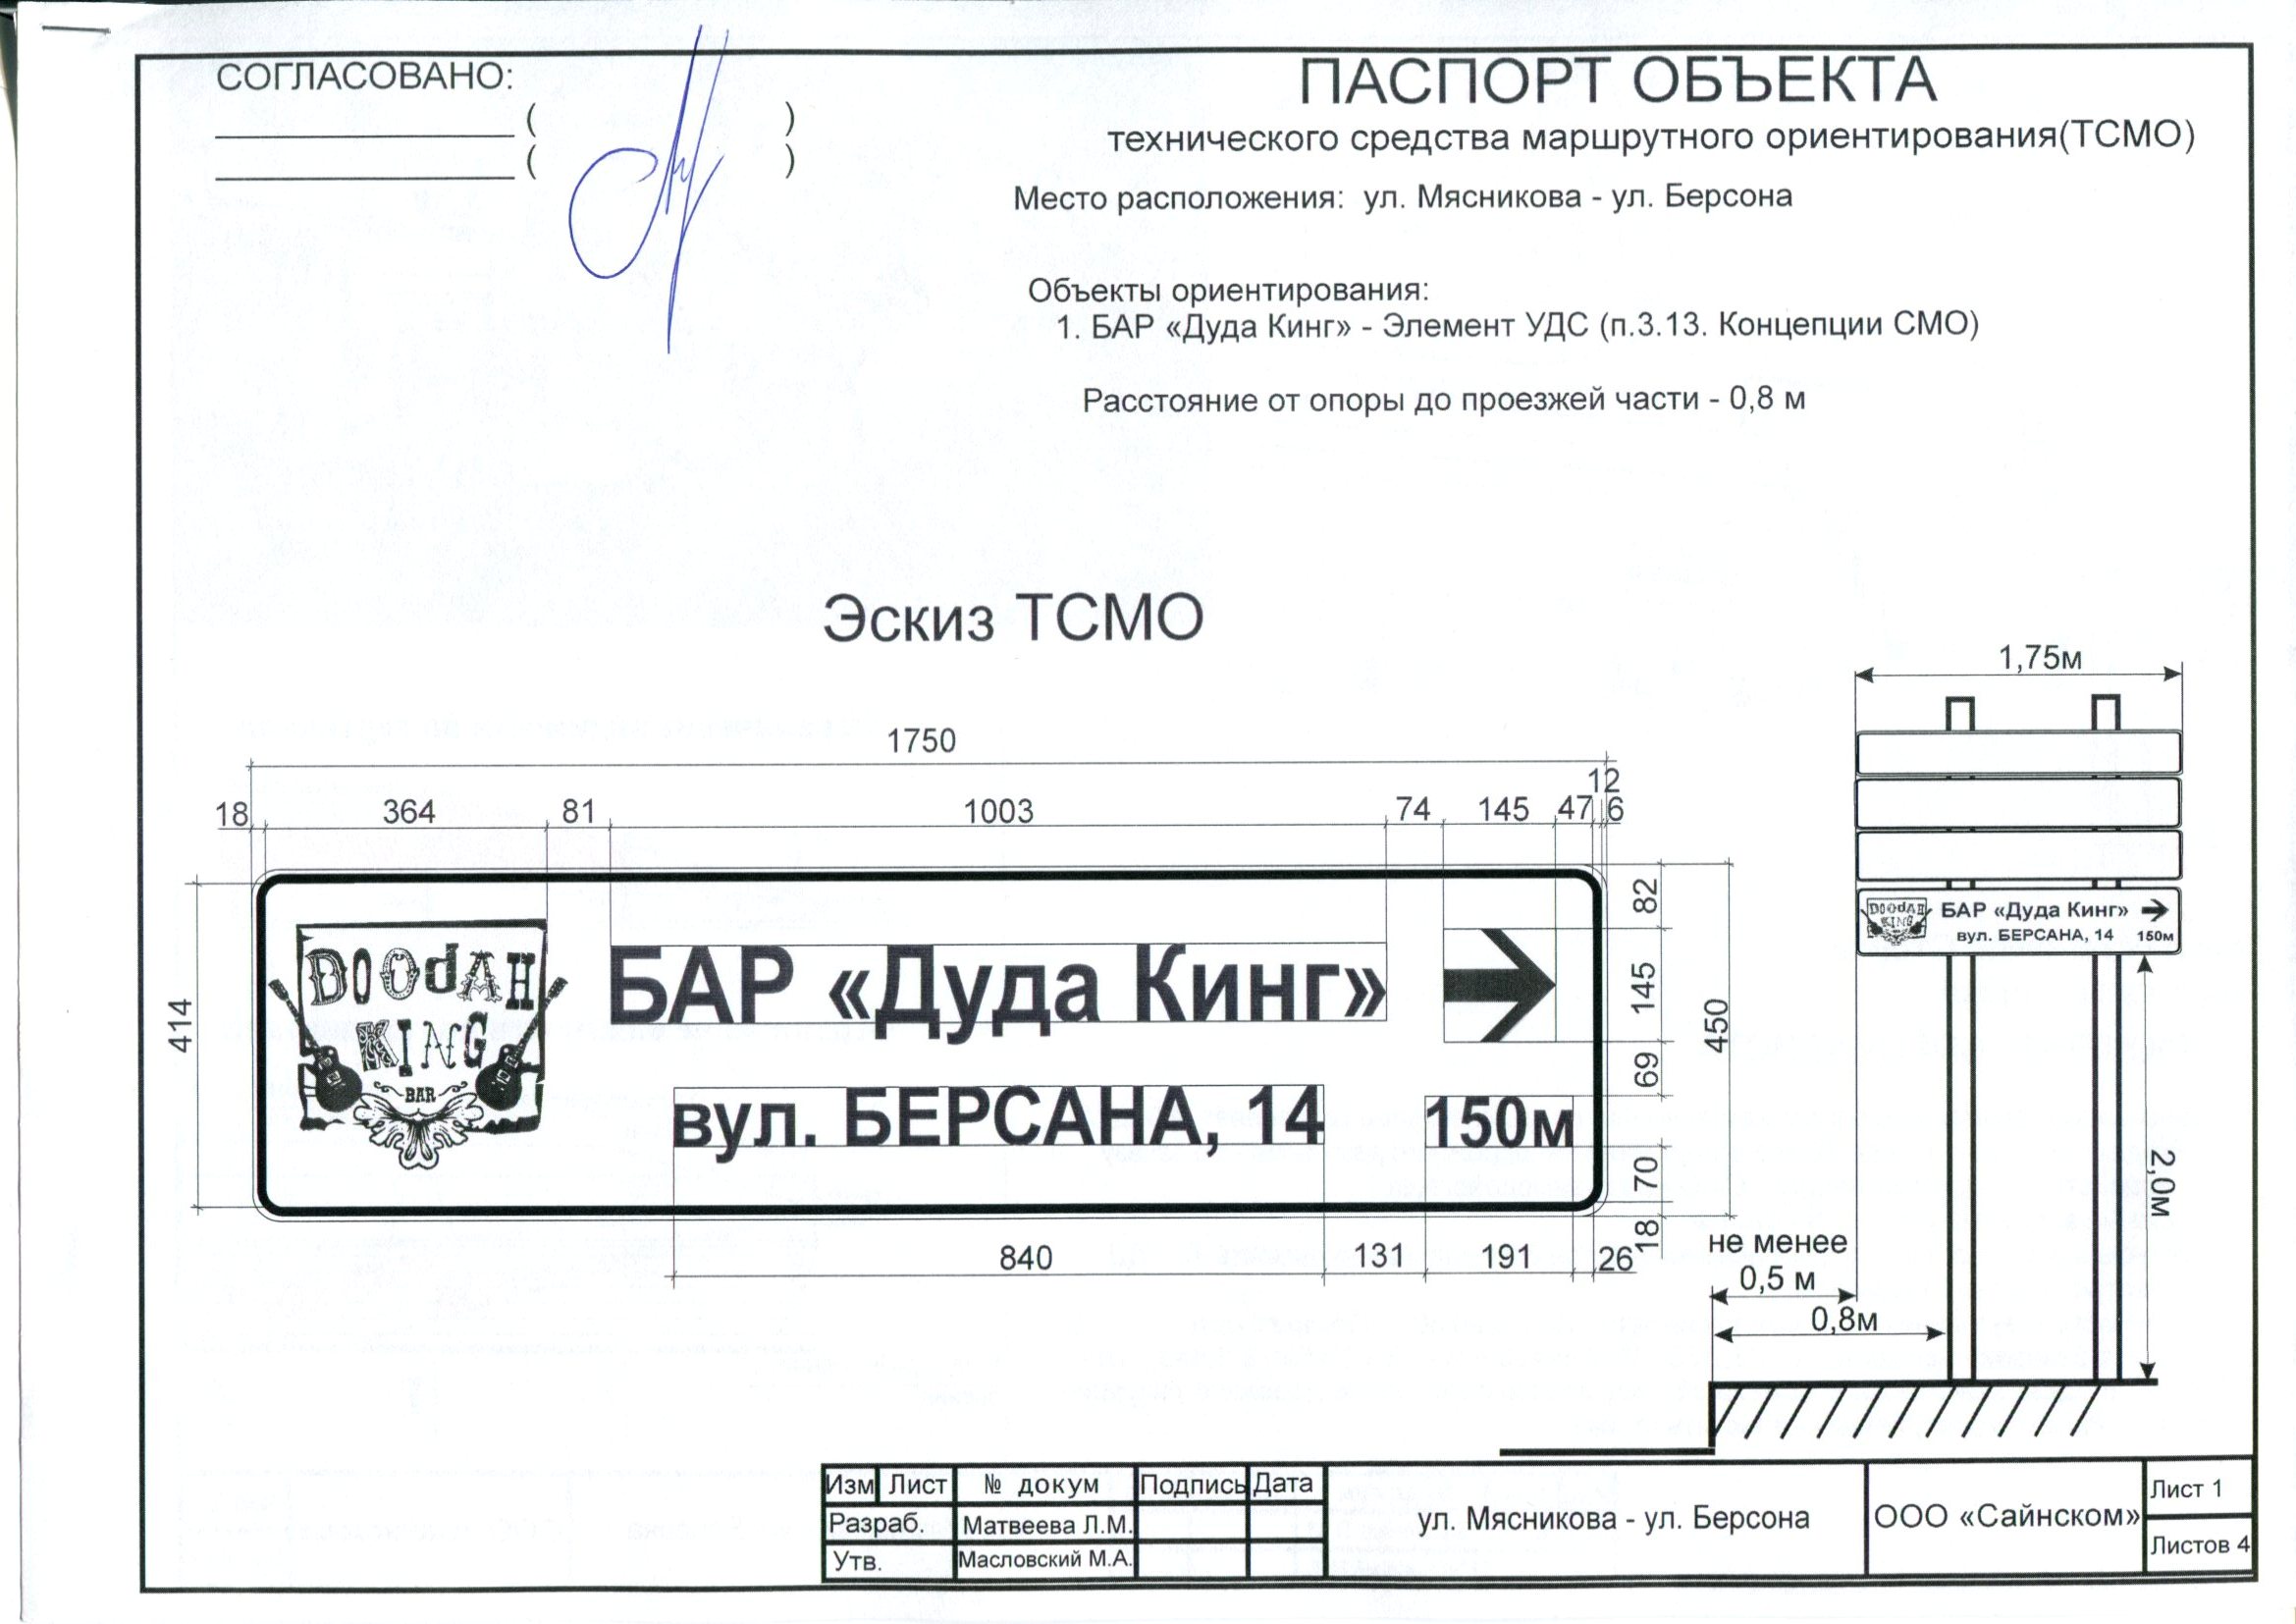 СОГЛАСОВАНО:
( )
( )
ПАСПОРТ ОБЪЕКТА
технического средства маршрутного ориентирования(ТСМО)
Место расположения: ул. Мясникова - ул. Берсона
Объекты ориентирования:
1. БАР «Дуда Кинг» - Элемент УДС (п.3.13. Концепции СМО)
Расстояние от опоры до проезжей части - 0,8 м
Эскиз ТСМО
1750
12
18 364 81 1003 74 145 47 6
414
DOOdAH
KING
BAR
БАР «Дуда Кинг»
вул. БЕРСАНА, 14 150м
82
145
69
70
18
450
840 131 191 26
1,75м
DOOdAH
KING
БАР «Дуда Кинг»
вул. БЕРСАНА, 14 150м
2,0м
не менее
0,5 м
0,8м
Изм Лист № докум Подпись Дата
Разраб. Матвеева Л.М.
Утв. Масловский М.А.
ул. Мясникова - ул. Берсона
ООО «Сайнском»
Лист 1
Листов 4